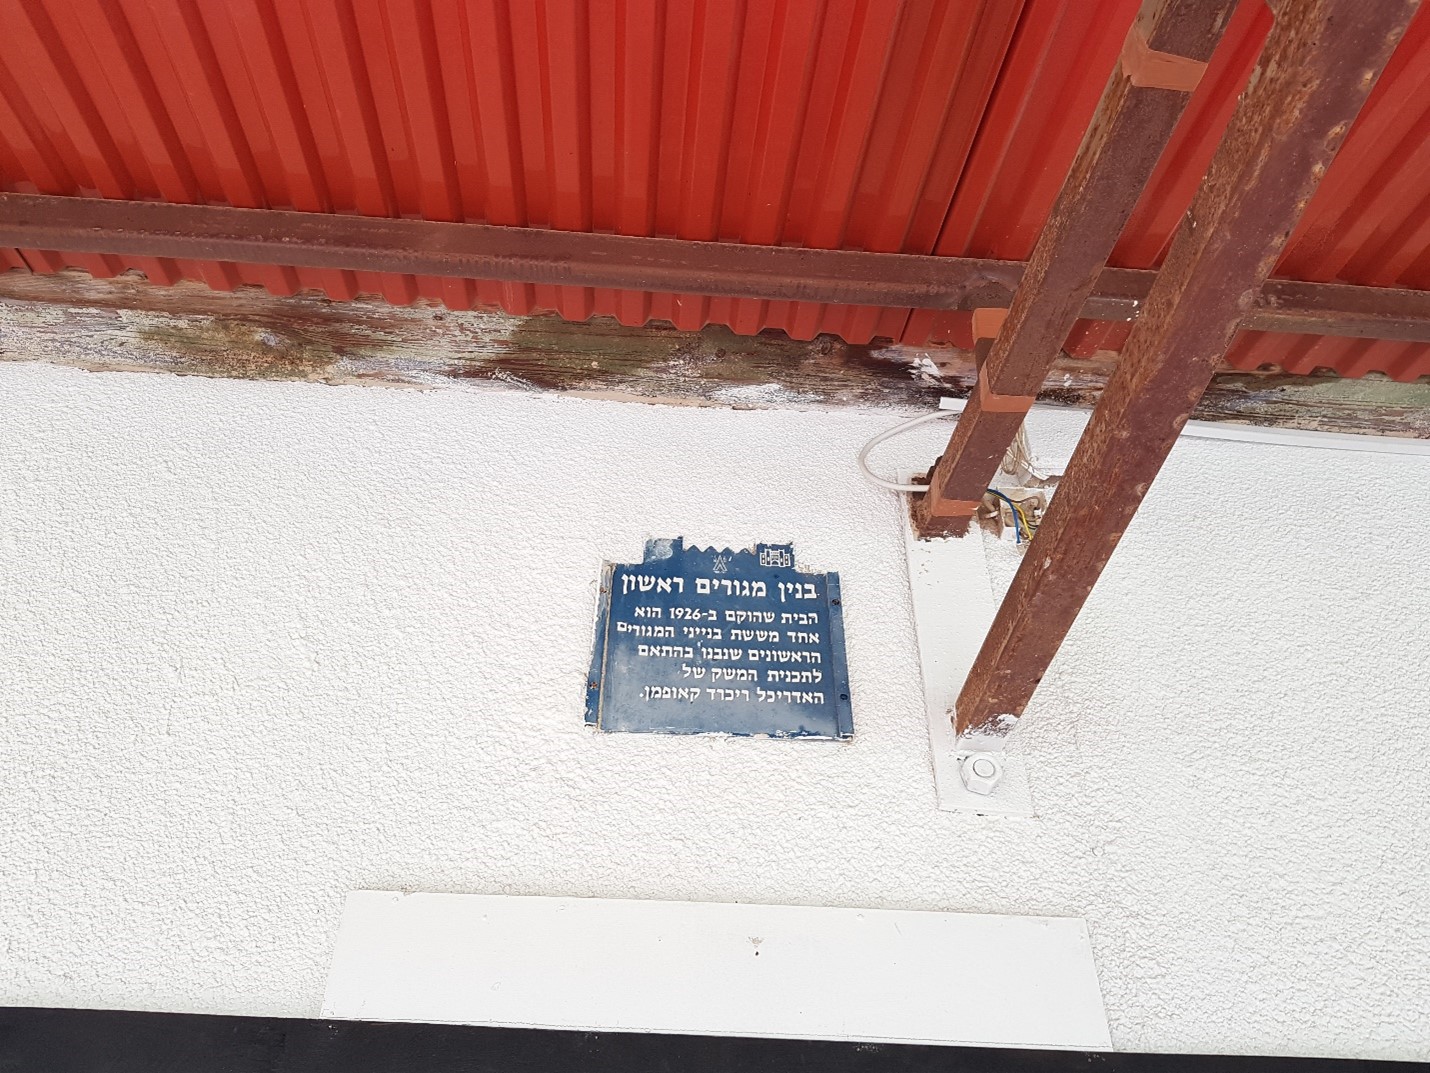 בנין מגורים ראשון
הבית שהוקם ב-1926 הוא
אחד מששת בנייני המגורים
הראשונים שנבנו בהתאם
לתכנית המשק של
האדריכל ריכרד קאופמן.